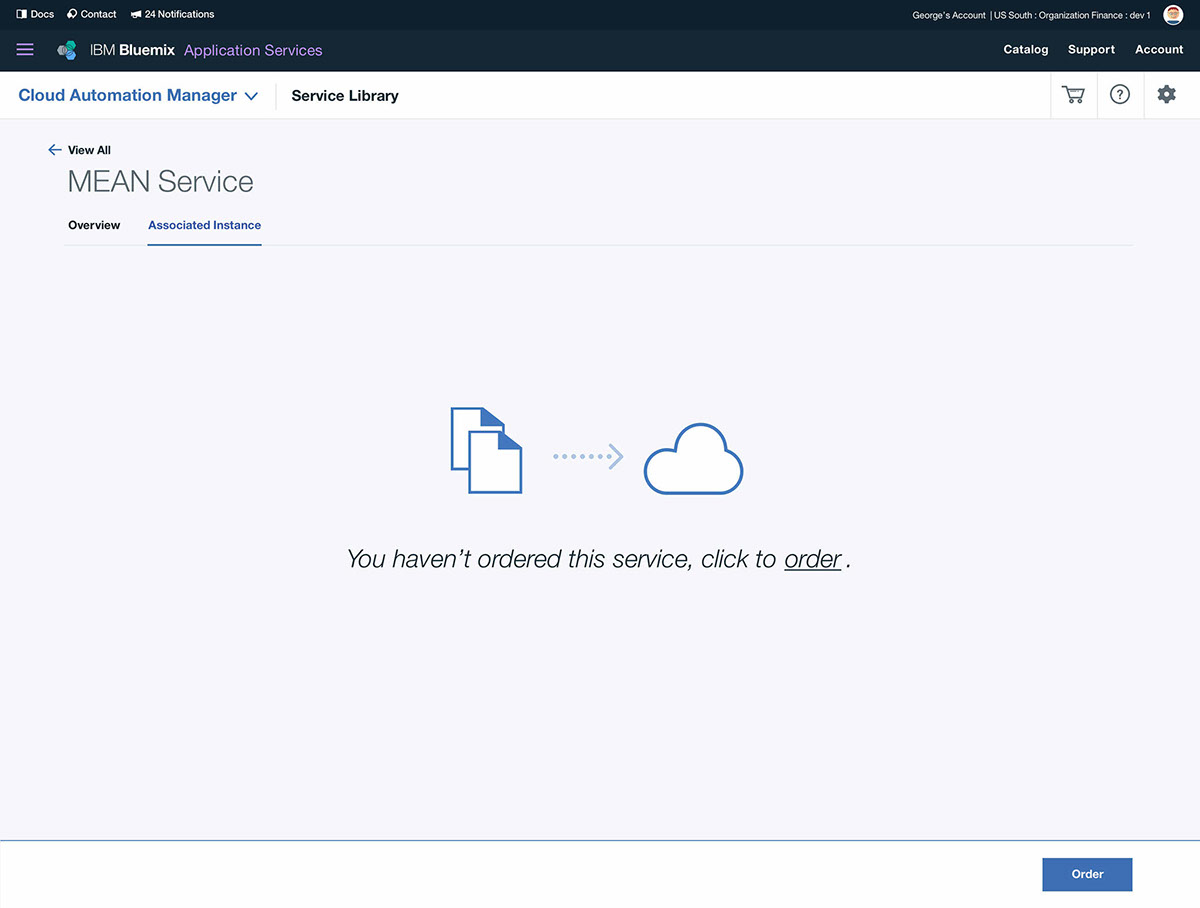 Docs Contact 24 Notifications George's Account | US South : Organization Finance : dev 1
IBM Bluemix Application Services Catalog Support Account
Cloud Automation Manager Service Library ?
View All
MEAN Service
Overview Associated Instance
You haven't ordered this service, click to order .
Order